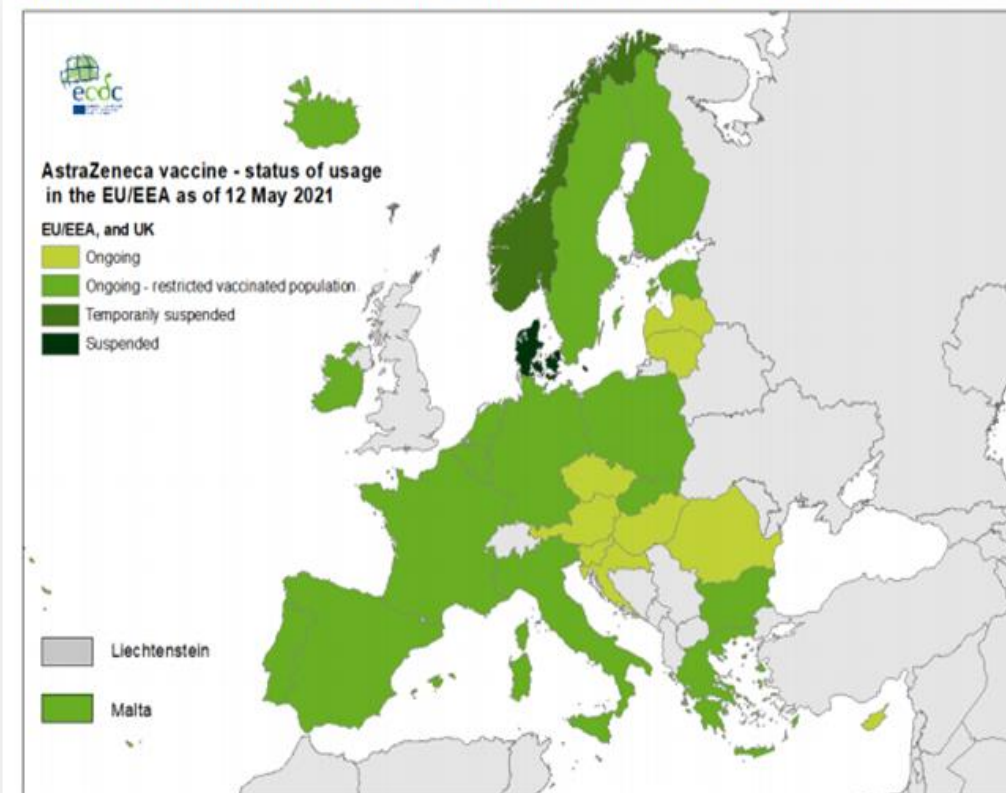 ecdc
AstraZeneca vaccine - status of usage
in the EU/EEA as of 12 May 2021
EU/EEA, and UK
Ongoing
Ongoing - restricted vaccinated population
Temporarily suspended
Suspended
Liechtenstein
Malta